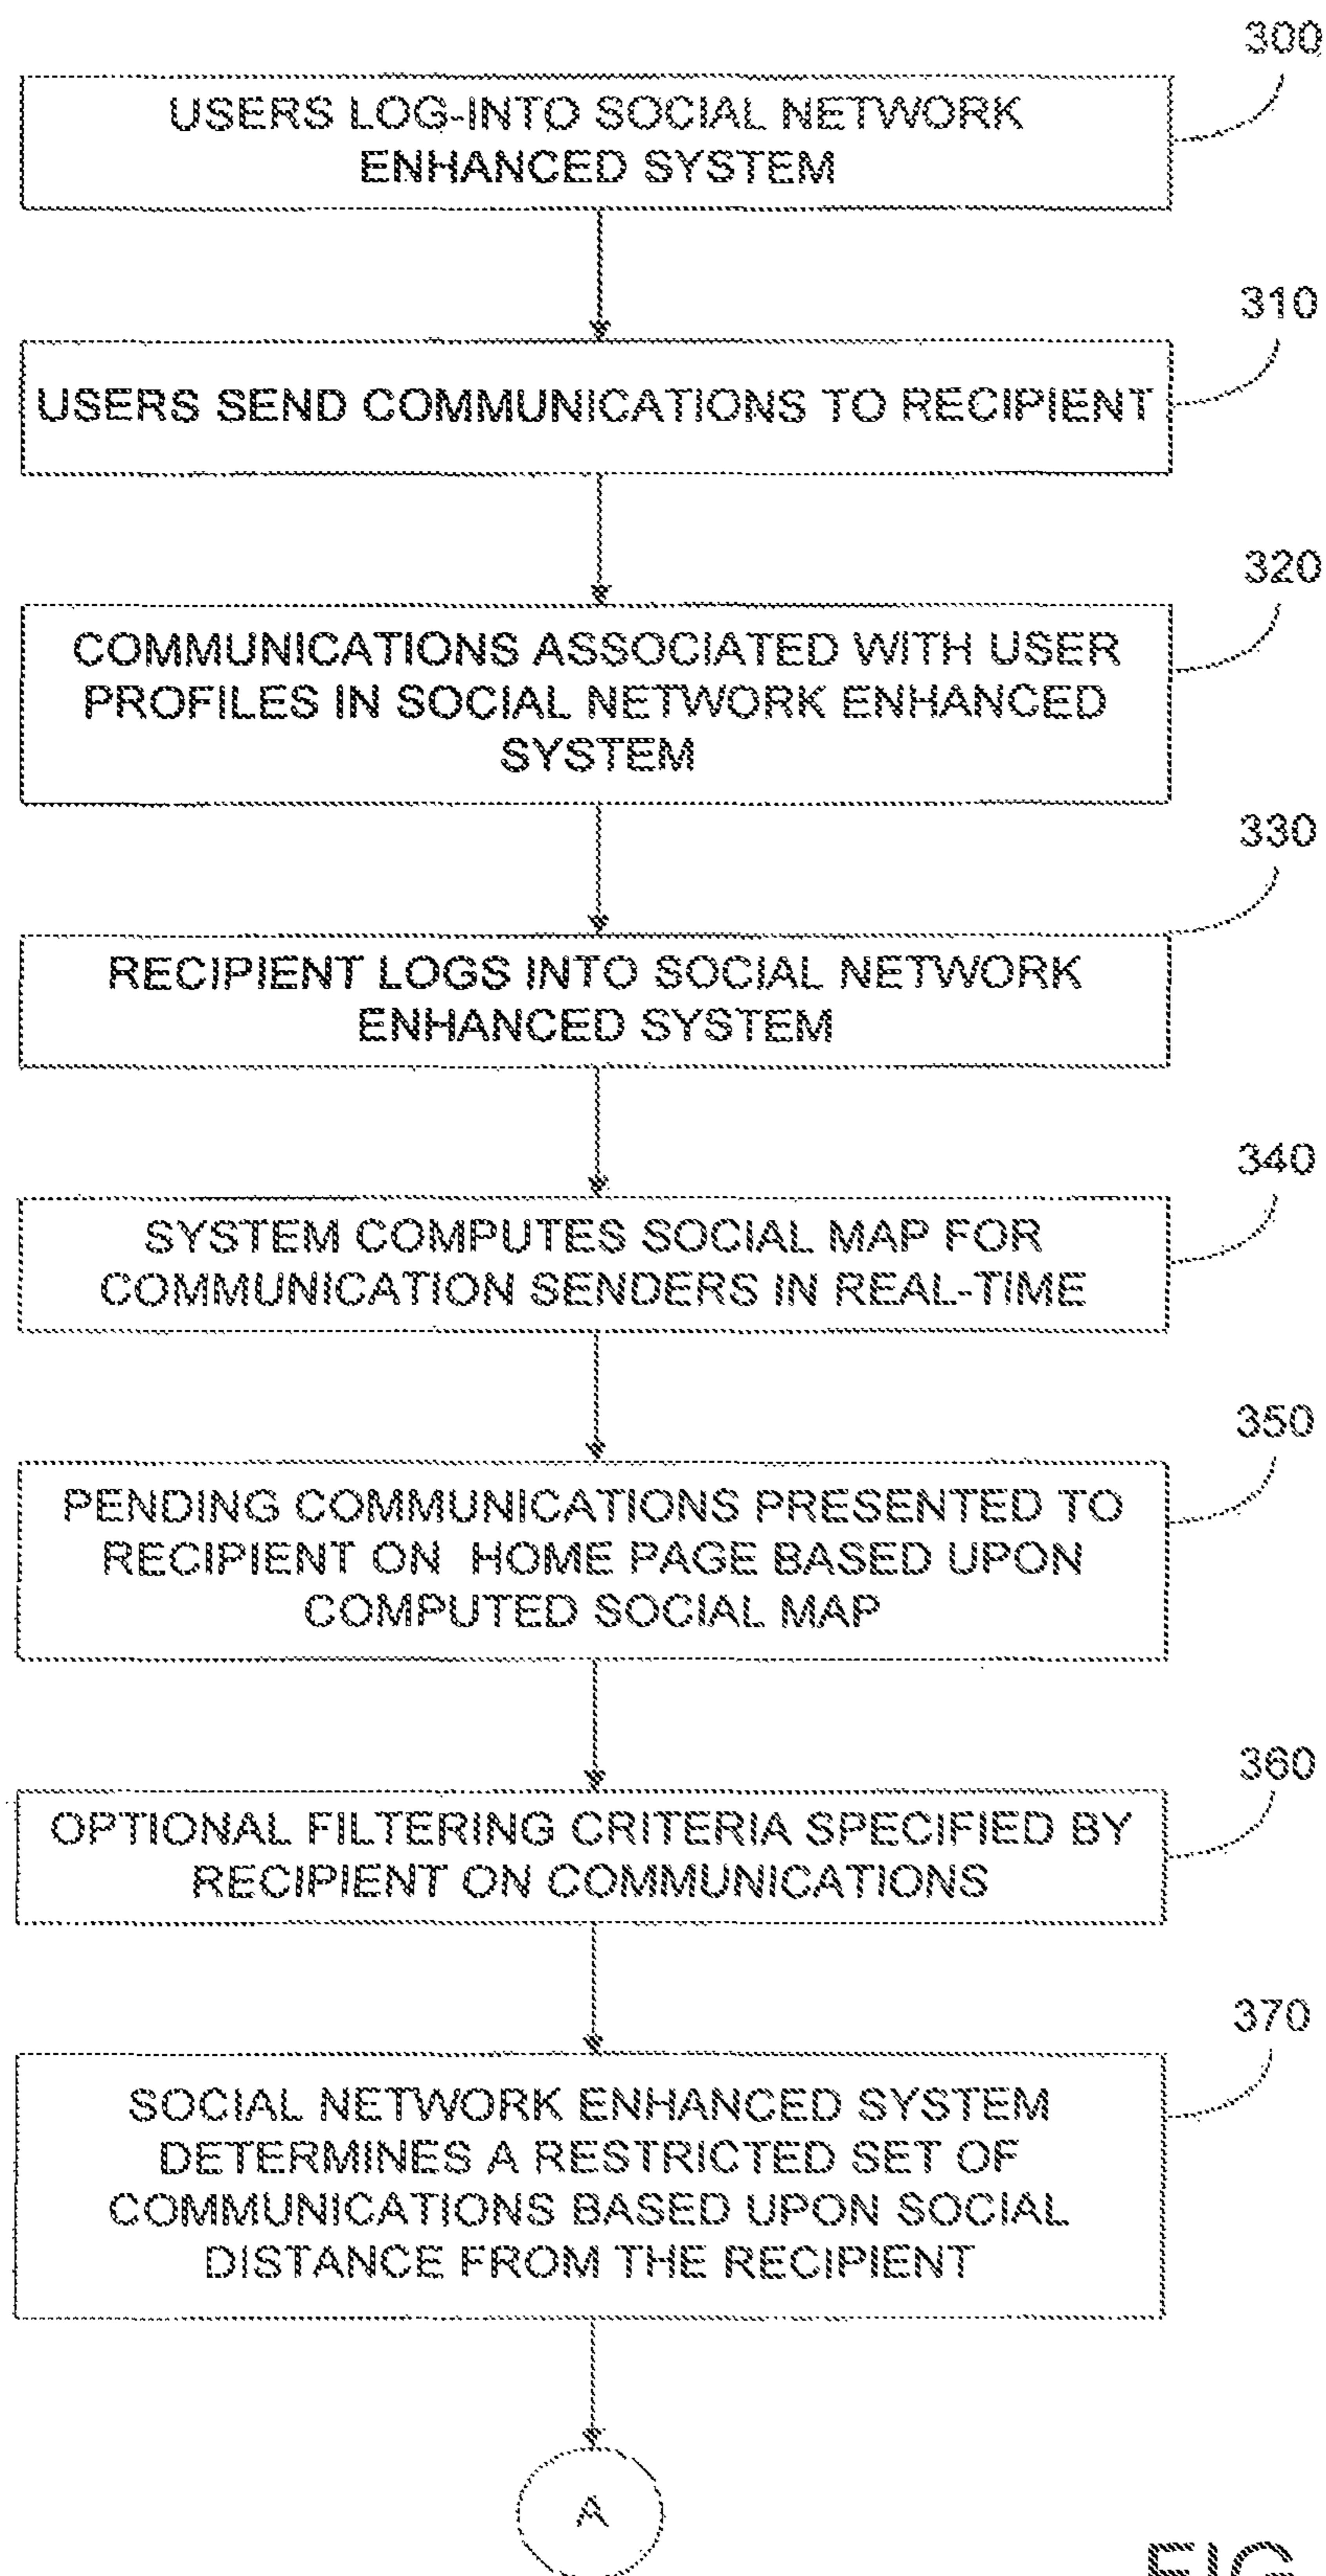 300
USERS LOG-INTO SOCIAL NETWORK
ENHANCED SYSTEM
310
USERS SEND COMMUNICATIONS TO RECIPIENT
320
COMMUNICATIONS ASSOCIATED WITH USER
PROFILES IN SOCIAL NETWORK ENHANCED
SYSTEM
330
RECIPIENT LOGS INTO SOCIAL NETWORK
ENHANCED SYSTEM
340
SYSTEM COMPUTES SOCIAL MAP FOR
COMMUNICATION SENDERS IN REAL-TIME
350
PENDING COMMUNICATIONS PRESENTED TO
RECIPIENT ON HOME PAGE BASED UPON
COMPUTED SOCIAL MAP
360
OPTIONAL FILTERING CRITERIA SPECIFIED BY
RECIPIENT ON COMMUNICATIONS
370
SOCIAL NETWORK ENHANCED SYSTEM
DETERMINES A RESTRICTED SET OF
COMMUNICATIONS BASED UPON SOCIAL
DISTANCE FROM THE RECIPIENT
A
FIG